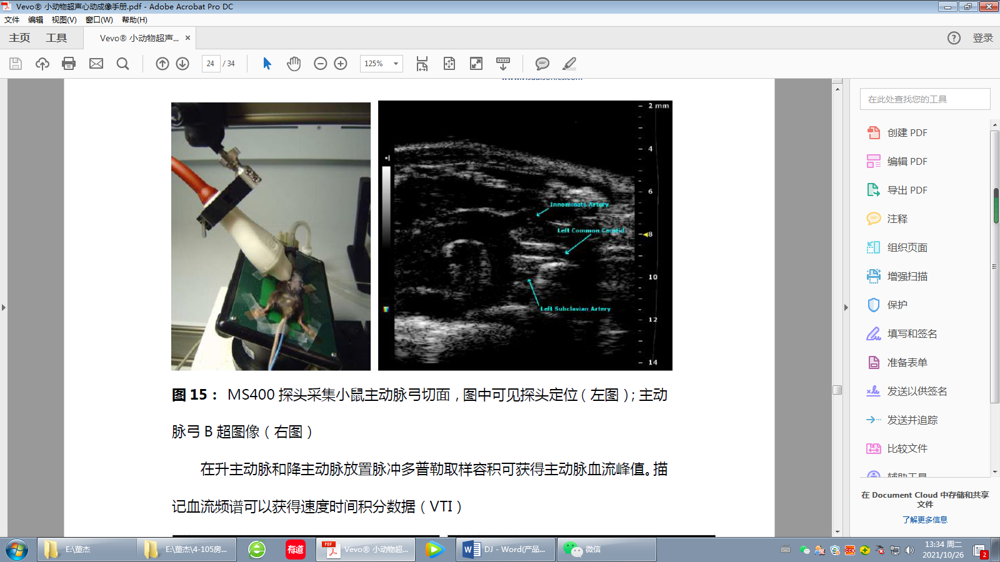 Vevo® 小动物超声心动成像手册.pdf - Adobe Acrobat Pro DC
文件 编辑 视图(V) 窗口(W) 帮助(H)
主页 工具 Vevo® 小动物超声... × ? 登录
24 / 34 125%
www.visualsonics.com
在此处查找您的工具
创建 PDF
编辑 PDF
导出 PDF
注释
组织页面
增强扫描
保护
填写和签名
准备表单
发送以供签名
发送并追踪
比较文件
辅助工具
在 Document Cloud 中存储和共享
文件
了解更多信息
2 mm
4
6
Innominate Artery
Left Common Carotid
8
10
Left Subclavian Artery
12
14
图 15： MS400 探头采集小鼠主动脉弓切面，图中可见探头定位（左图）；主动
脉弓 B 超图像（右图）
在升主动脉和降主动脉放置脉冲多普勒取样容积可获得主动脉血流峰值。描
记血流频谱可以获得速度时间积分数据（VTI）
E:\董杰 E:\董杰\4-105房... 有道 PDF Vevo® 小动物超... DJ - Word(产品... 微信
13:34 周二
2021/10/26
2